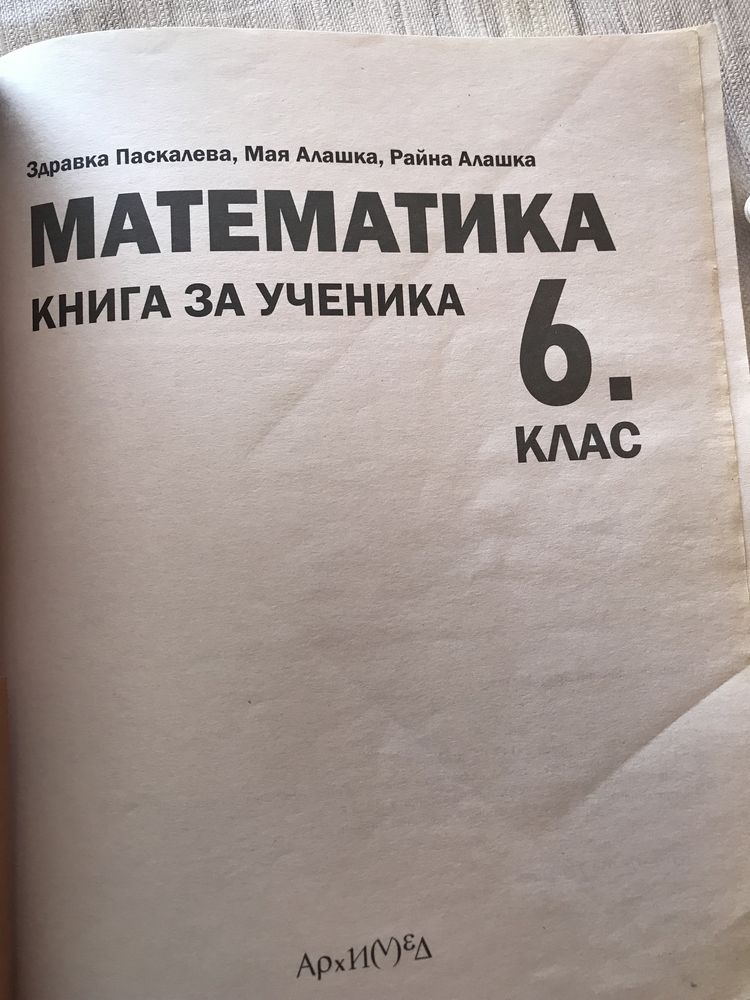 Здравка Паскалева, Мая Алашка, Райна Алашка
МАТЕМАТИКА
КНИГА ЗА УЧЕНИКА
6.
КЛАС
АрхИМЕД